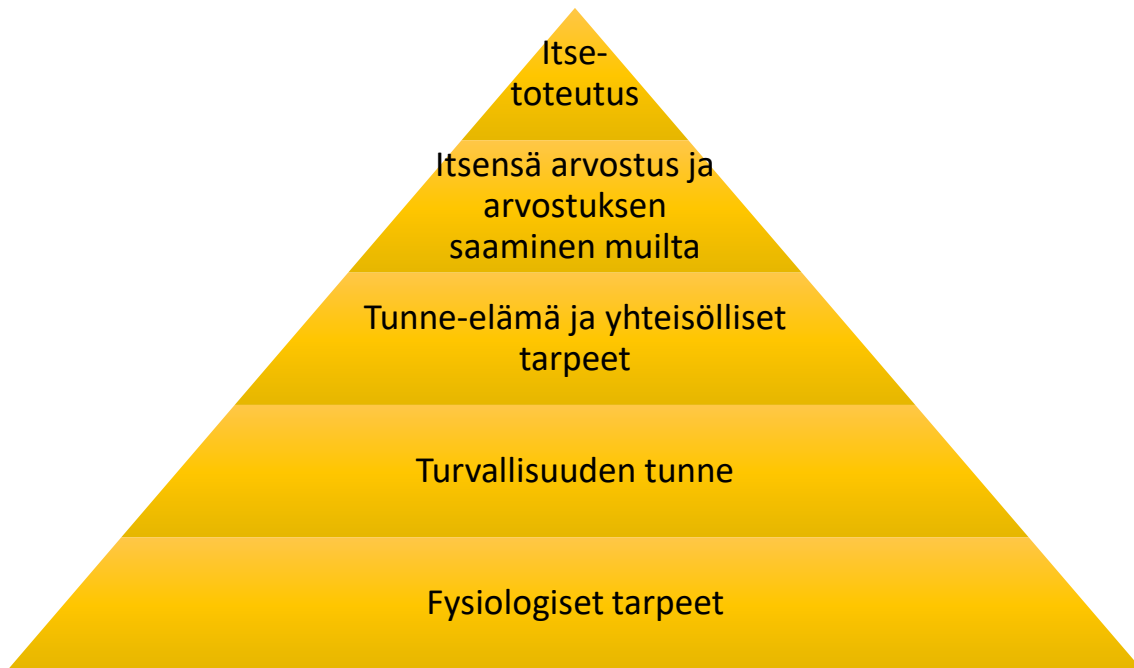 Itse-
toteutus
Itsensä arvostus ja
arvostuksen
saaminen muilta
Tunne-elämä ja yhteisölliset
tarpeet
Turvallisuuden tunne
Fysiologiset tarpeet